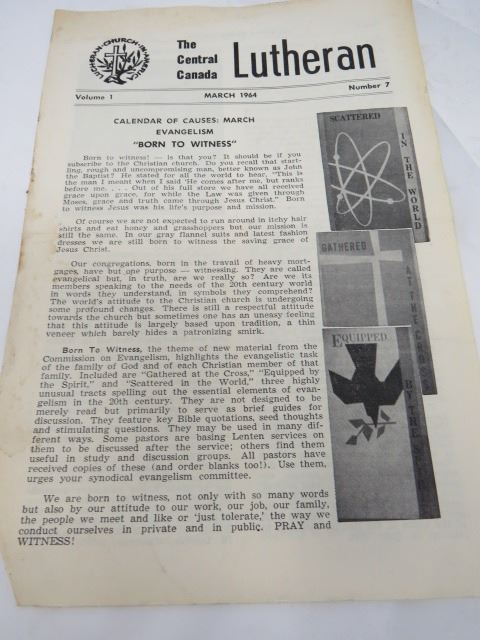 LUTHERAN·CHURCH·IN·AMERICA
The
Central
Canada
Lutheran
Volume 1
MARCH 1964
Number 7
CALENDAR OF CAUSES: MARCH
EVANGELISM
"BORN TO WITNESS"
Born to witness! — is that you? It should be if you
subscribe to the Christian church. Do you recall that start-
ling, rough and uncompromising man, better known as John
the Baptist? He stated for all the world to hear, "This is
the man I meant when I said 'He comes after me, but ranks
before me. . . . Out of his full store we have all received
grace upon grace, for while the Law was given through
Moses, grace and truth came through Jesus Christ." Born
to witness Jesus was his life's purpose and mission.
Of course we are not expected to run around in itchy hair
shirts and eat honey and grasshoppers but our mission is
still the same. In our gray flannel suits and latest fashion
dresses we are still born to witness the saving grace of
Jesus Christ.
Our congregations, born in the travail of heavy mort-
gages, have but one purpose — witnessing. They are called
evangelical but, in truth, are we really so? Are we its
members speaking to the needs of the 20th century world
in words they understand, in symbols they comprehend?
The world's attitude to the Christian church is undergoing
some profound changes. There is still a respectful attitude
towards the church but sometimes one has an uneasy feeling
that this attitude is largely based upon tradition, a thin
veneer which barely hides a patronizing smirk.
Born To Witness, the theme of new material from the
Commission on Evangelism, highlights the evangelistic task
of the family of God and of each Christian member of that
family. Included are "Gathered at the Cross," "Equipped by
the Spirit," and "Scattered in the World," three highly
unusual tracts spelling out the essential elements of evan-
gelism in the 20th century. They are not designed to be
merely read but primarily to serve as brief guides for
discussion. They feature key Bible quotations, seed thoughts
and stimulating questions. They may be used in many dif-
ferent ways. Some pastors are basing Lenten services on
them to be discussed after the service; others find them
useful in study and discussion groups. All pastors have
received copies of these (and order blanks too!). Use them,
urges your synodical evangelism committee.
We are born to witness, not only with so many words
but also by our attitude to our work, our job, our family,
the people we meet and like or 'just tolerate,' the way we
conduct ourselves in private and in public. PRAY and
WITNESS!
SCATTERED
IN THE WORLD
GATHERED
AT THE
EQUIPPED
BY THE